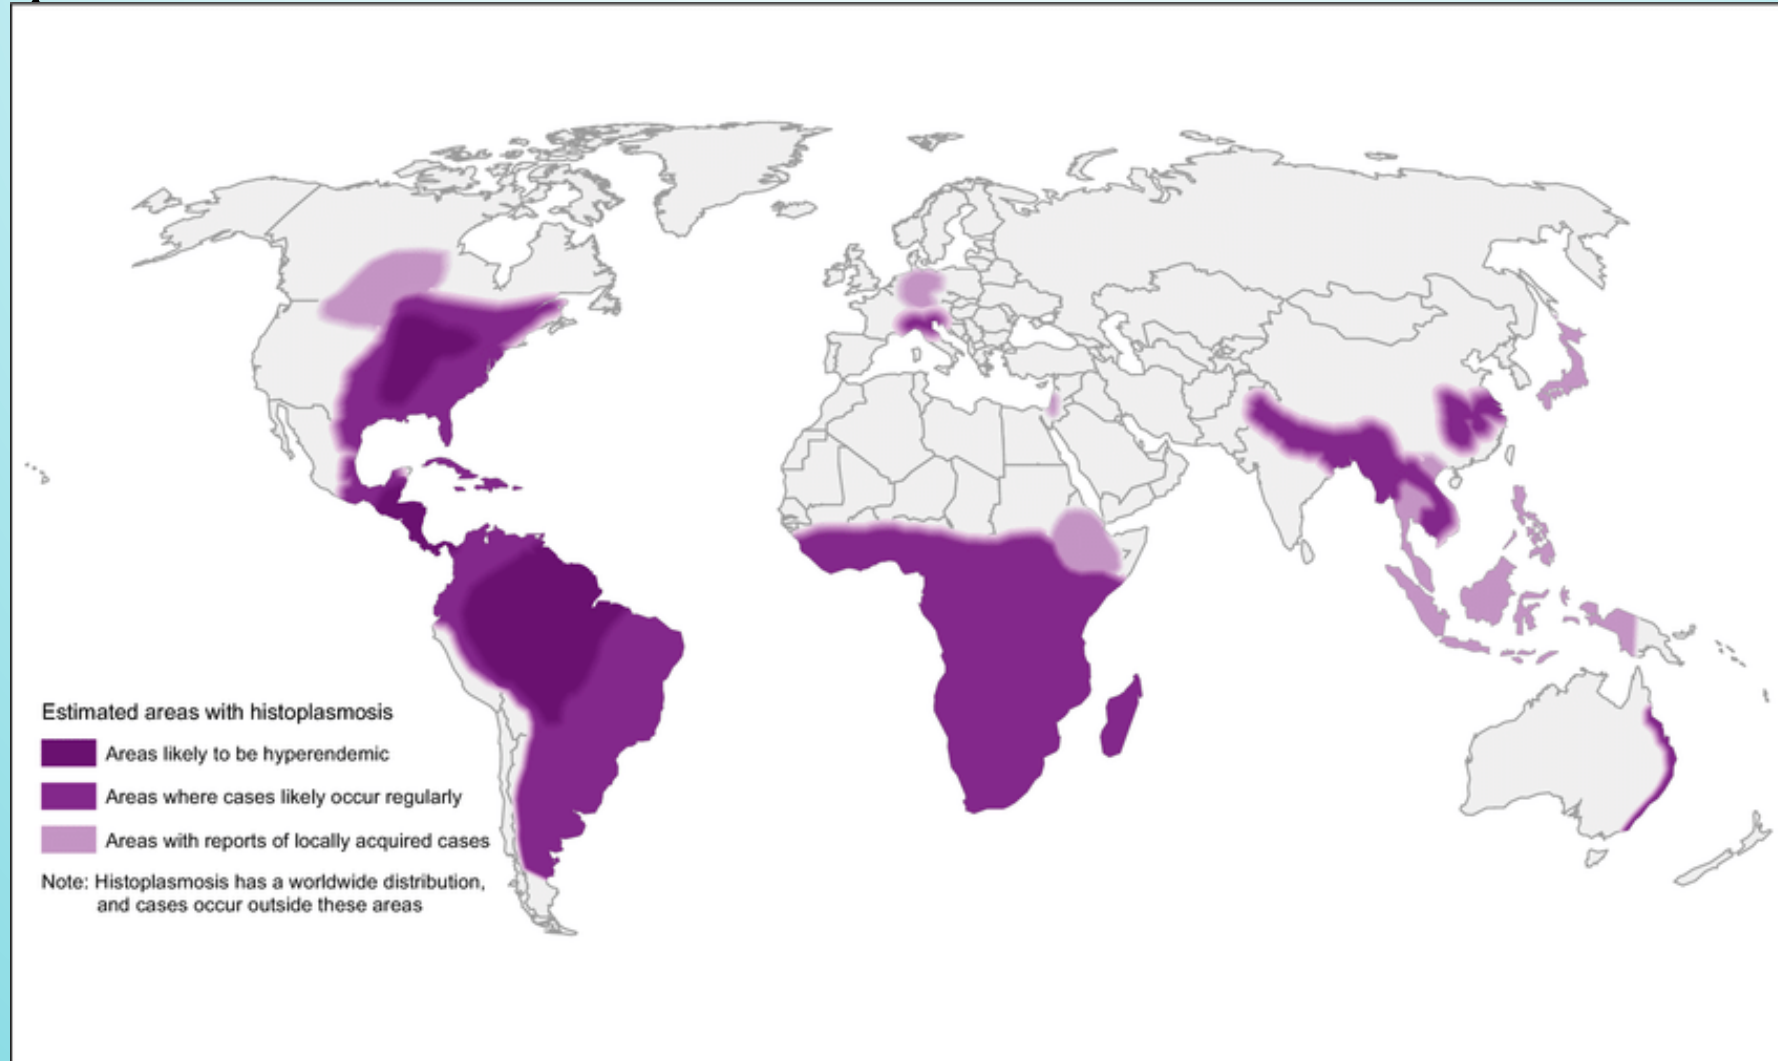 Estimated areas with histoplasmosis
Areas likely to be hyperendemic
Areas where cases likely occur regularly
Areas with reports of locally acquired cases
Note: Histoplasmosis has a worldwide distribution,
and cases occur outside these areas